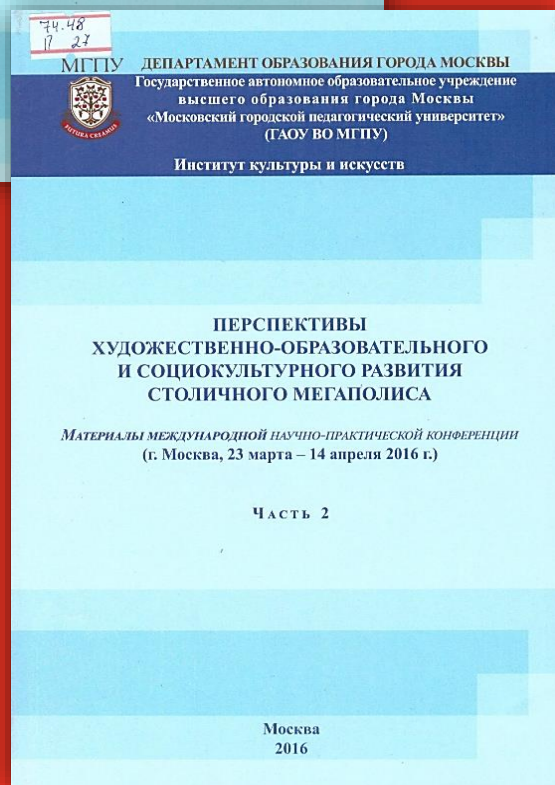 74.48
П 27
МГПУ ДЕПАРТАМЕНТ ОБРАЗОВАНИЯ ГОРОДА МОСКВЫ
Государственное автономное образовательное учреждение
высшего образования города Москвы
«Московский городской педагогический университет»
(ГАОУ ВО МГПУ)
FUTURA CREAMUS
Институт культуры и искусств
ПЕРСПЕКТИВЫ
ХУДОЖЕСТВЕННО-ОБРАЗОВАТЕЛЬНОГО
И СОЦИОКУЛЬТУРНОГО РАЗВИТИЯ
СТОЛИЧНОГО МЕГАПОЛИСА
МАТЕРИАЛЫ МЕЖДУНАРОДНОЙ НАУЧНО-ПРАКТИЧЕСКОЙ КОНФЕРЕНЦИИ
(г. Москва, 23 марта – 14 апреля 2016 г.)
ЧАСТЬ 2
Москва
2016